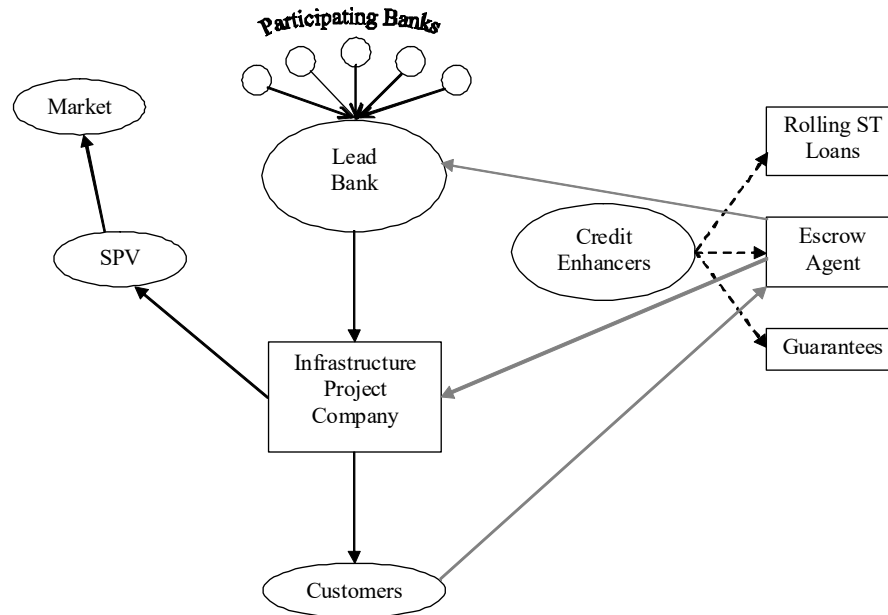 Participating Banks
Market
Lead
Bank
Rolling ST
Loans
SPV
Credit
Enhancers
Escrow
Agent
Infrastructure
Project
Company
Guarantees
Customers